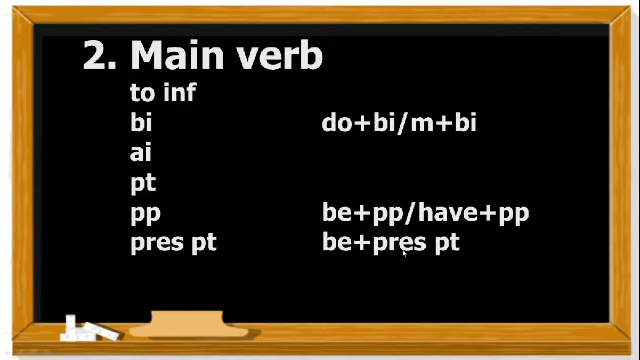 2. Main verb
to inf
bi do+bi/m+bi
ai
pt
pp be+pp/have+pp
pres pt be+pres pt